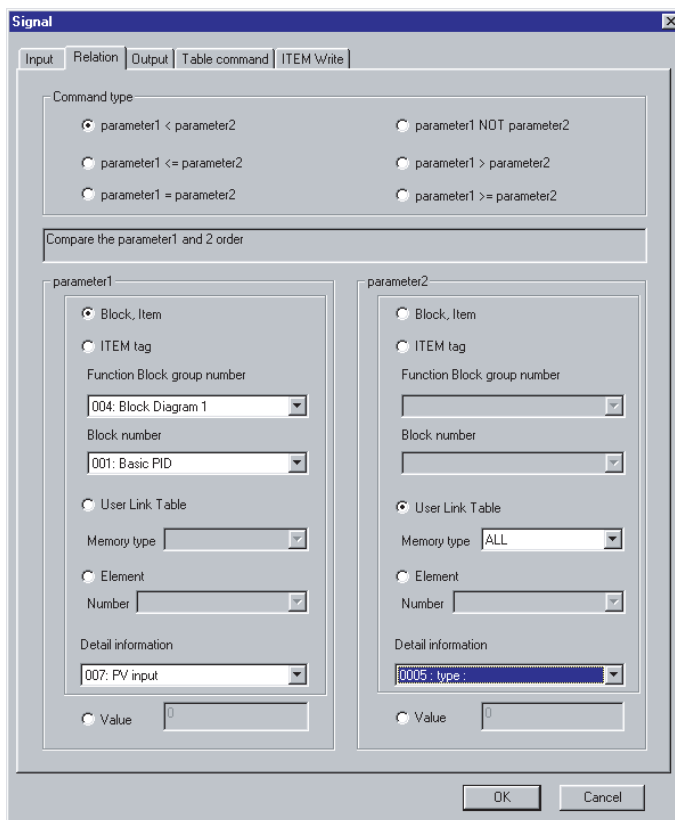 Signal
Input Relation Output Table command ITEM Write
Command type
parameter1 < parameter2 parameter1 NOT parameter2
parameter1 <= parameter2 parameter1 > parameter2
parameter1 = parameter2 parameter1 >= parameter2
Compare the parameter1 and 2 order
parameter1
Block, Item
ITEM tag
Function Block group number
004: Block Diagram 1
Block number
001: Basic PID
User Link Table
Memory type
Element
Number
Detail information
007: PV input
Value 0
parameter2
Block, Item
ITEM tag
Function Block group number
Block number
User Link Table
Memory type ALL
Element
Number
Detail information
0005 : type :
Value 0
OK Cancel